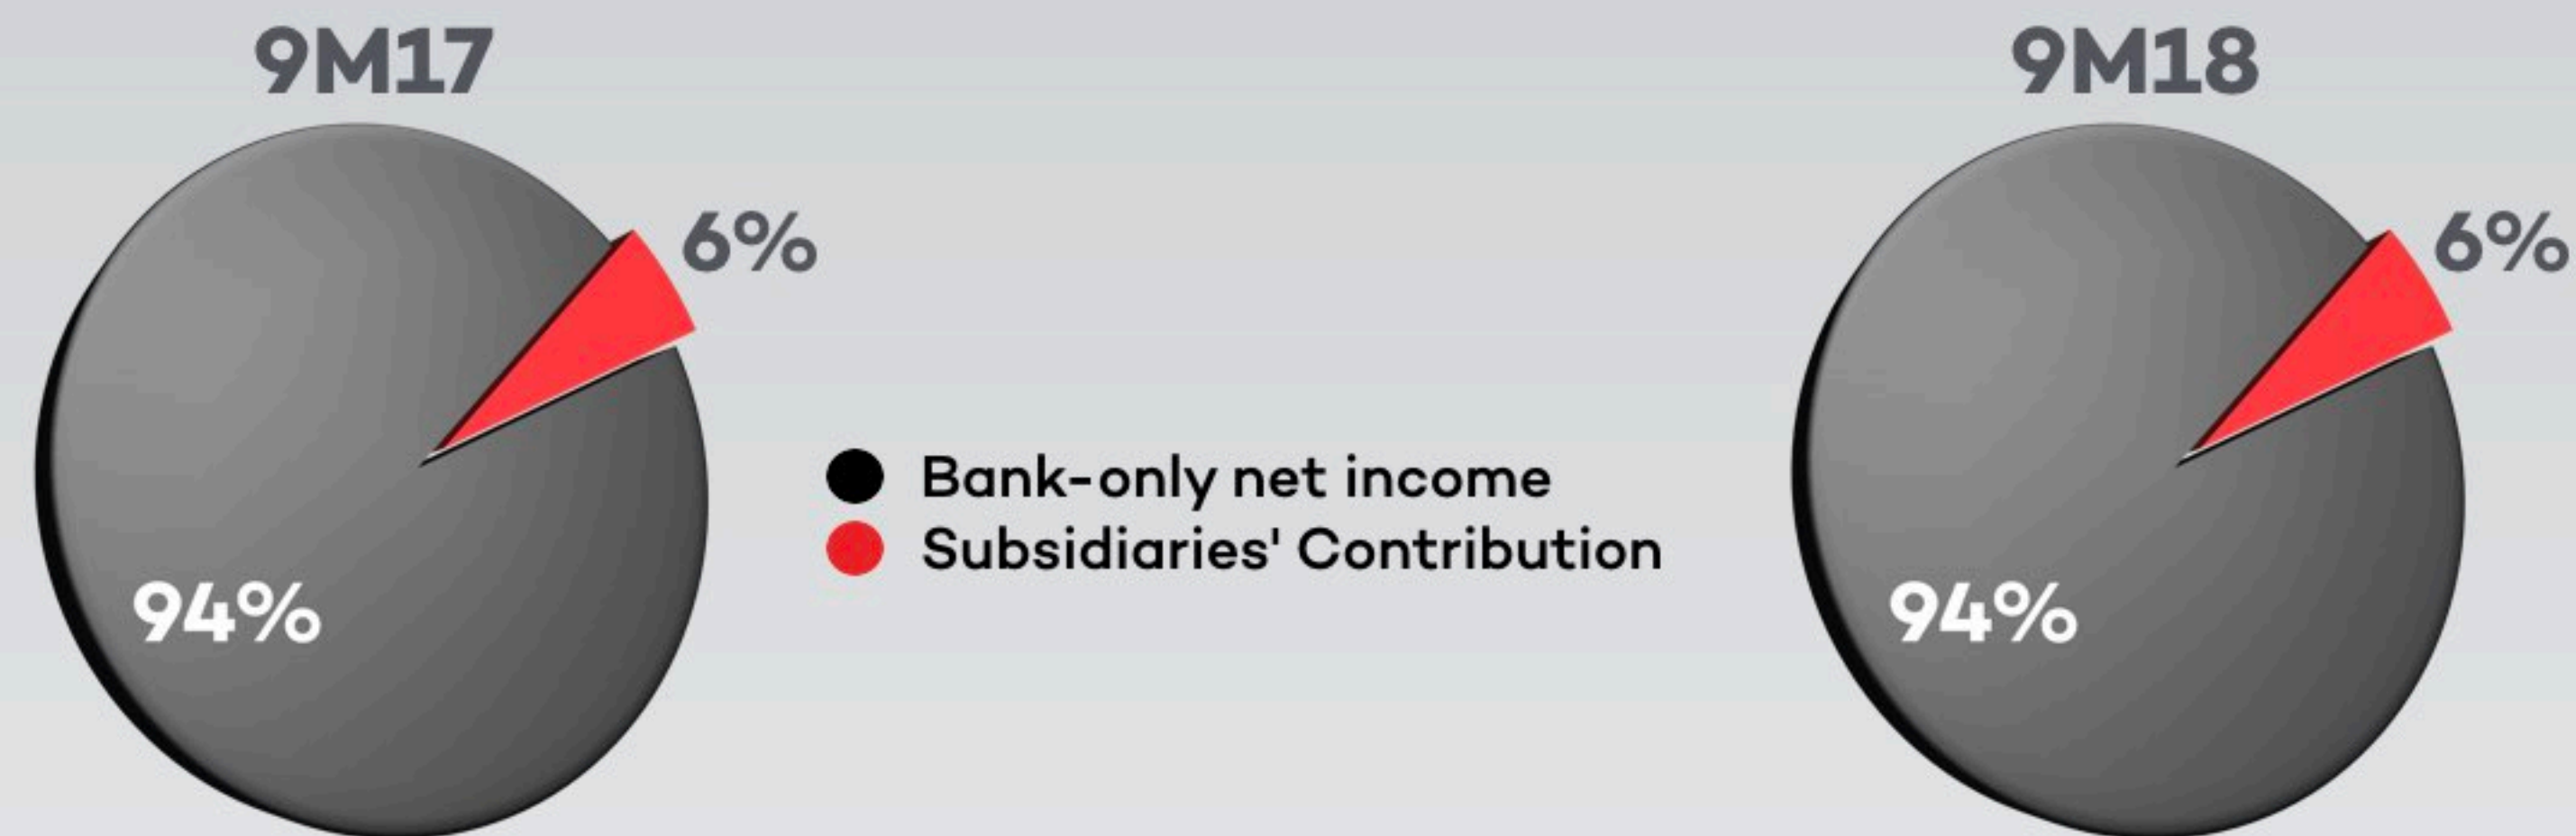 9M17
6%
94%
Bank-only net income
Subsidiaries' Contribution
9M18
6%
94%